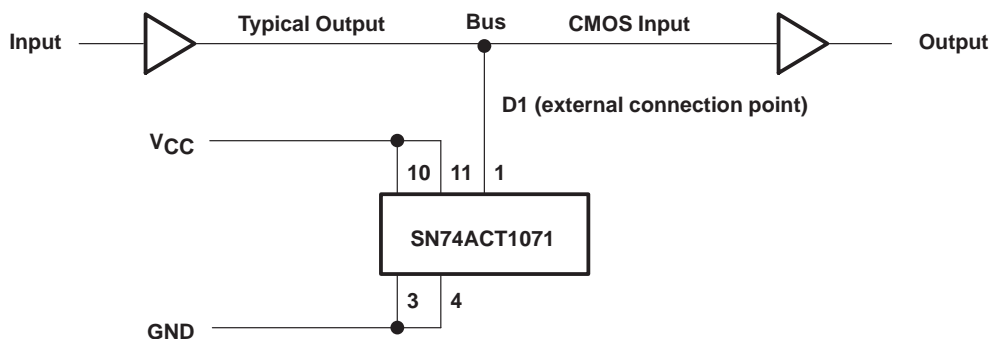 Typical Output
Bus
CMOS Input
Input
Output
D1 (external connection point)
VCC
10
11
1
SN74ACT1071
3
4
GND